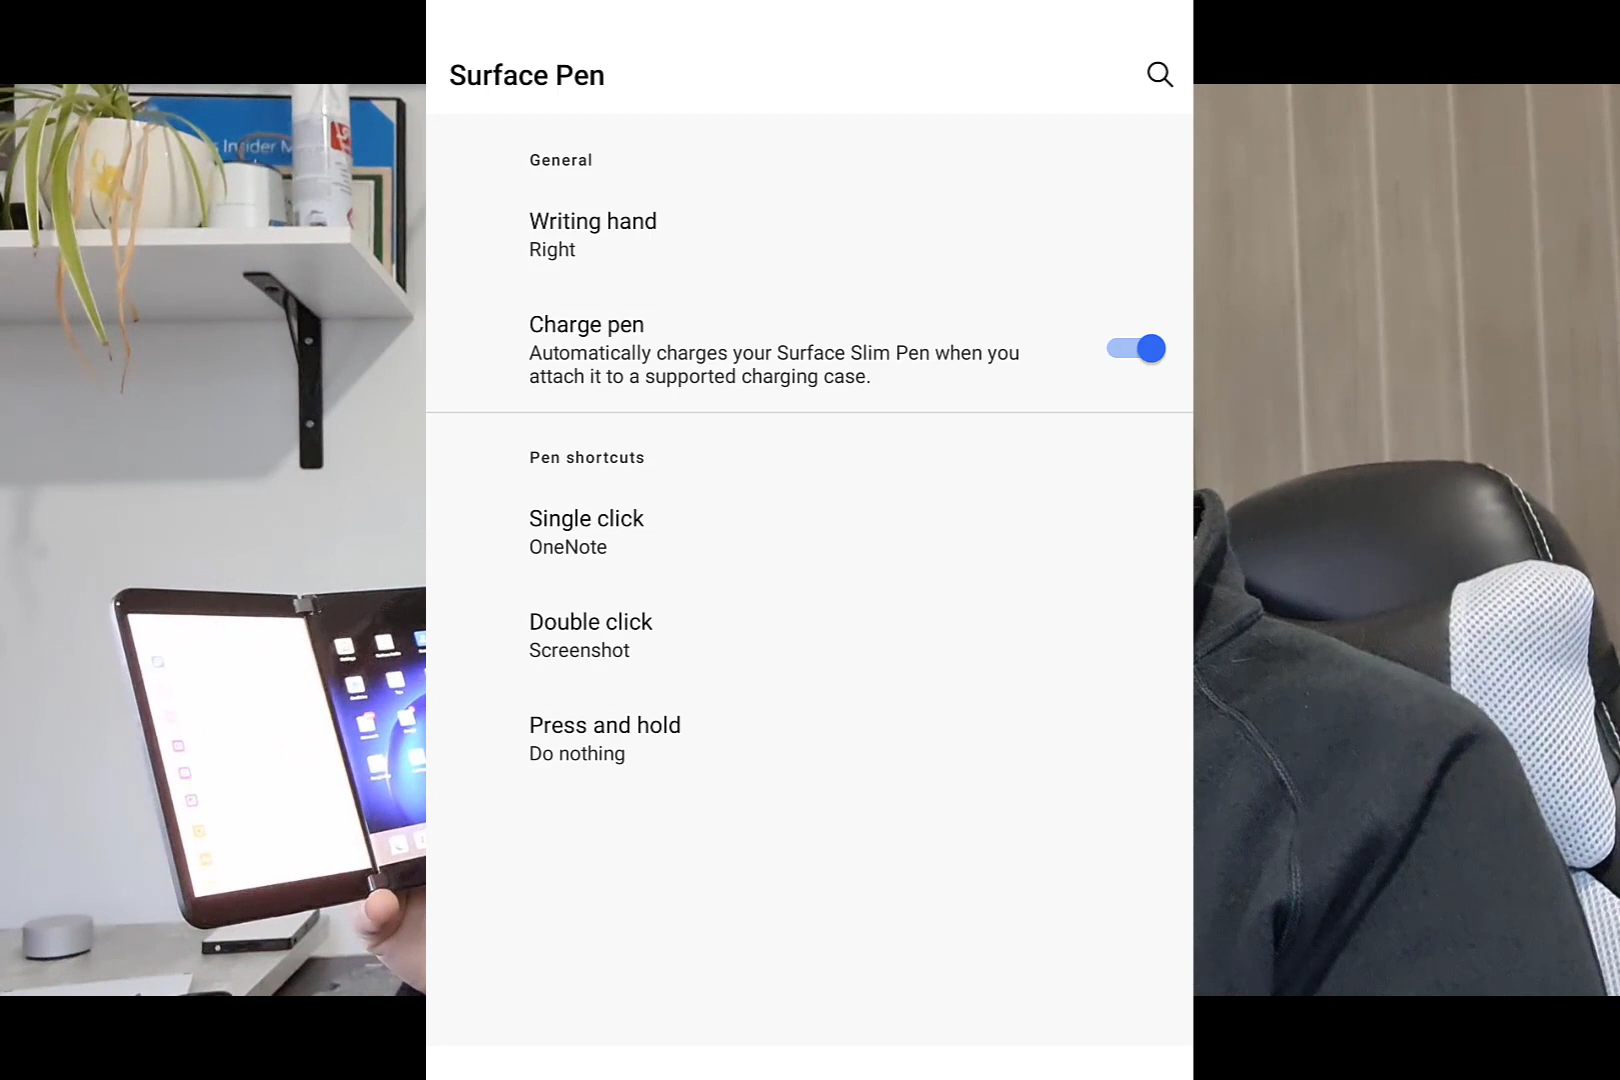 Surface Pen
General
Writing hand
Right
Charge pen
Automatically charges your Surface Slim Pen when you
attach it to a supported charging case.
Pen shortcuts
Single click
OneNote
Double click
Screenshot
Press and hold
Do nothing
Insider